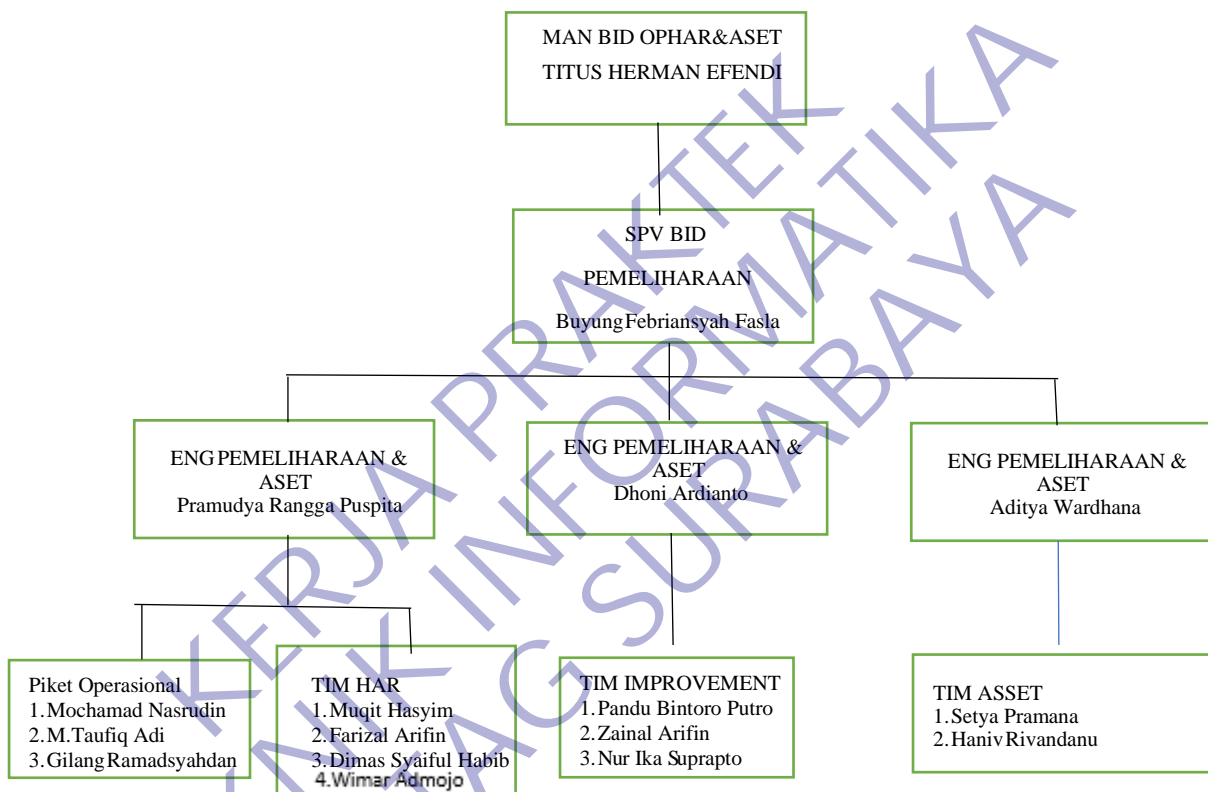 MAN BID OPHAR&ASET
TITUS HERMAN EFENDI
SPV BID
PEMELIHARAAN
Buyung Febriansyah Fasla
ENG PEMELIHARAAN &
ASET
Pramudya Rangga Puspita
ENG PEMELIHARAAN &
ASET
Dhoni Ardianto
ENG PEMELIHARAAN &
ASET
Aditya Wardhana
Piket Operasional
1. Mochamad Nasrudin
2. M.Taufiq Adi
3. Gilang Ramadsyahdan
TIM HAR
1. Muqit Hasyim
2. Farizal Arifin
3. Dimas Syaiful Habib
4. Wimar Admojo
TIM IMPROVEMENT
1. Pandu Bintoro Putro
2. Zainal Arifin
3. Nur Ika Suprapto
TIM ASSET
1. Setya Pramana
2. Haniv Rivandanu
KERJA PRAKTEK
KNIK INFORMATIKA
TAG SURABAYA